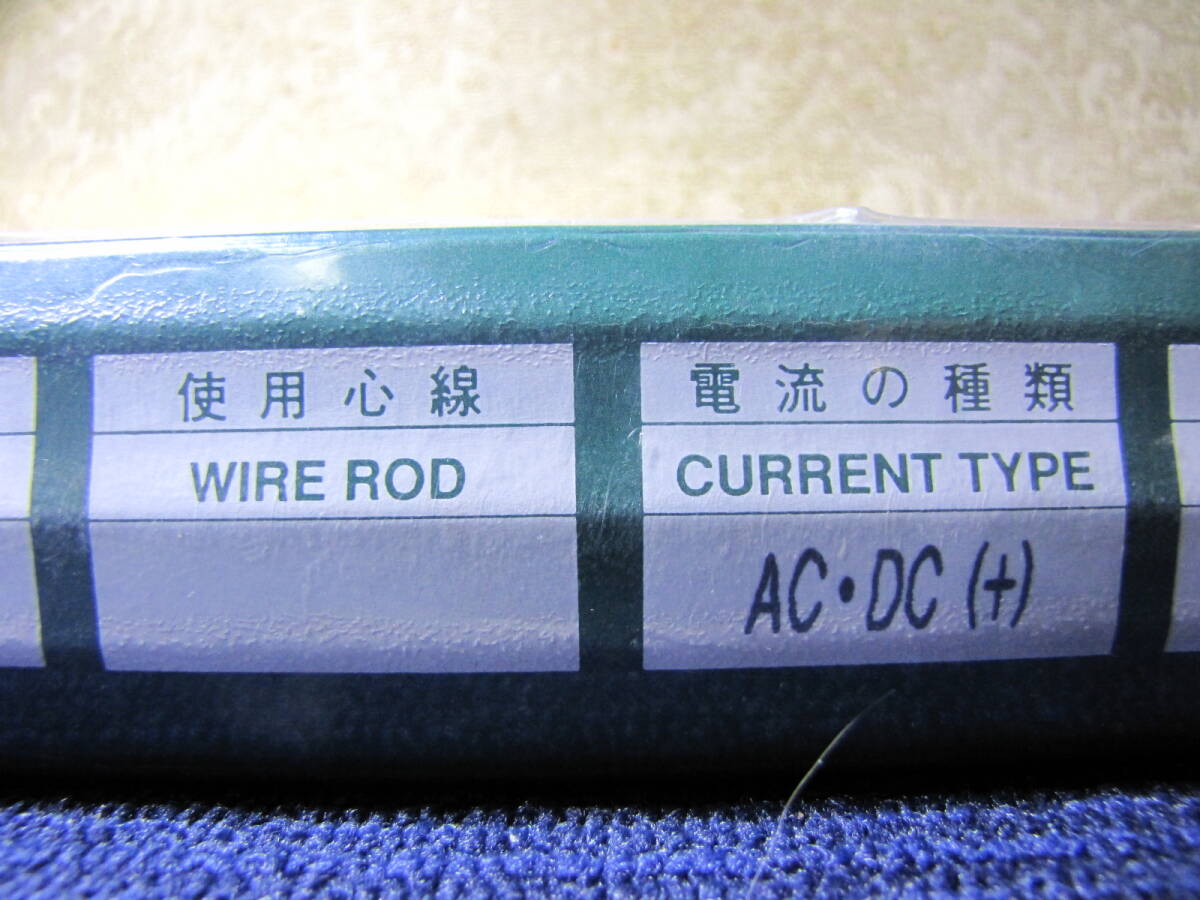 使用心線
WIRE ROD
電流の種類
CURRENT TYPE
AC・DC (+)